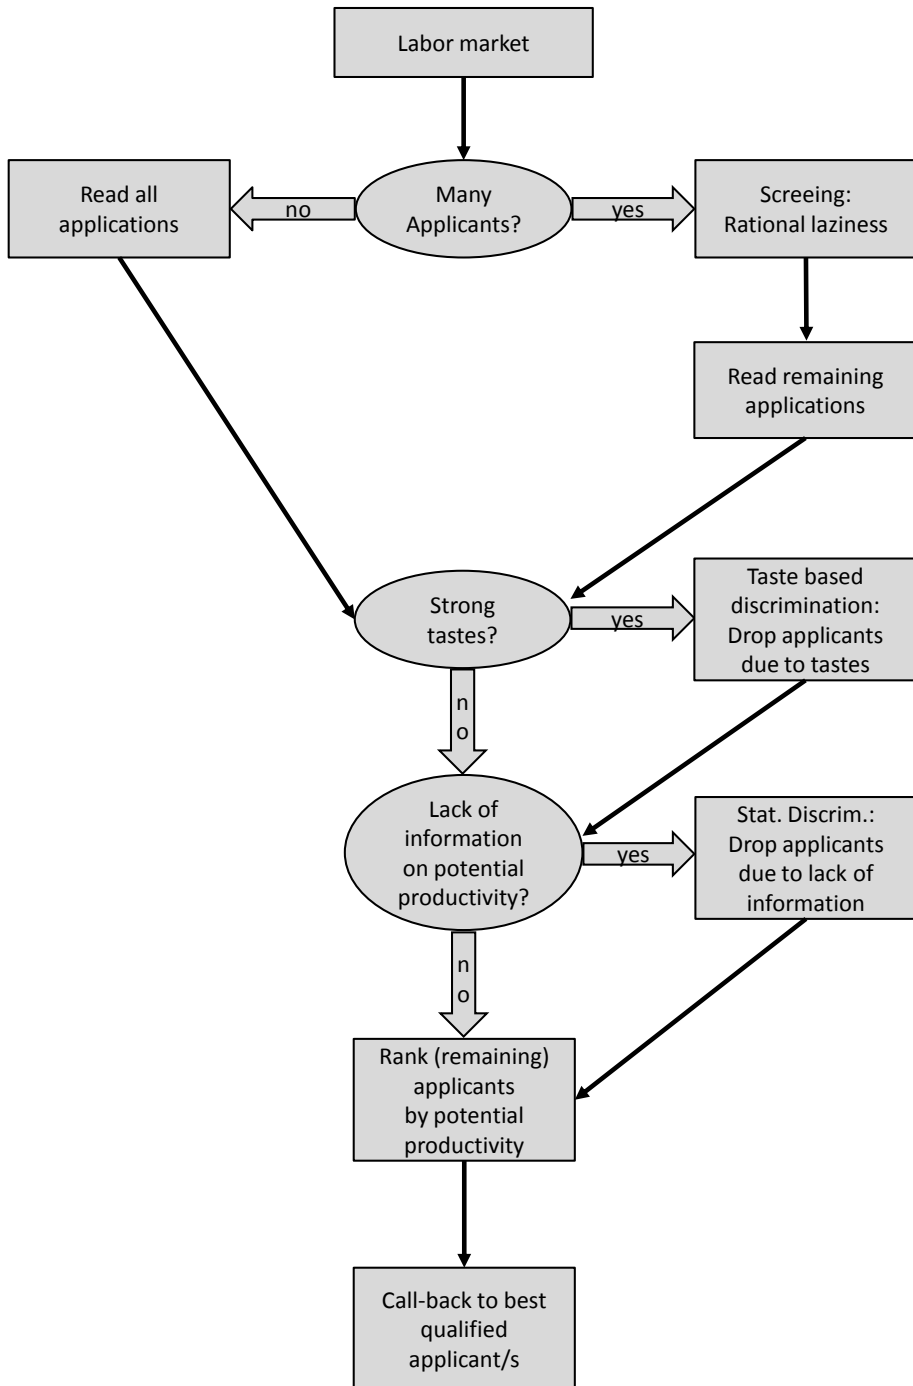 Labor market
Read all
applications
no
Many
Applicants?
yes
Screeing:
Rational laziness
Read remaining
applications
Strong
tastes?
yes
Taste based
discrimination:
Drop applicants
due to tastes
n
o
Lack of
information
on potential
productivity?
yes
Stat. Discrim.:
Drop applicants
due to lack of
information
n
o
Rank (remaining)
applicants
by potential
productivity
Call-back to best
qualified
applicant/s